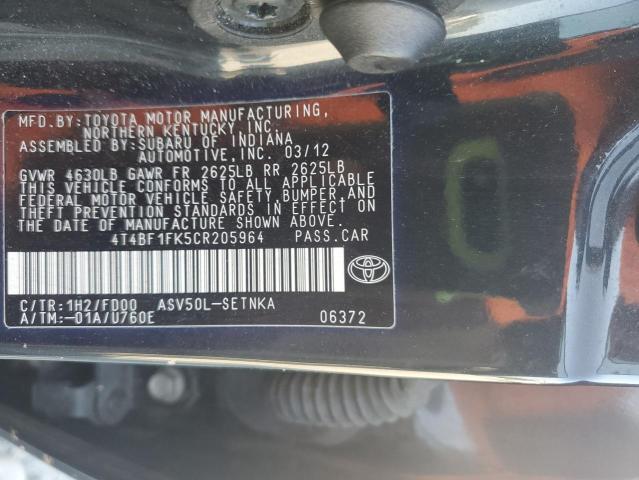 MFD.BY:TOYOTA MOTOR MANUFACTURING,
NORTHERN KENTUCKY,INC.
ASSEMBLED BY:SUBARU OF INDIANA
AUTOMOTIVE,INC. 03/12
GVWR 4630LB GAWR FR 2625LB RR 2625LB
THIS VEHICLE CONFORMS TO ALL APPLICABLE
FEDERAL MOTOR VEHICLE SAFETY,BUMPER,AND
THEFT PREVENTION STANDARDS IN EFFECT ON
THE DATE OF MANUFACTURE SHOWN ABOVE.
4T4BF1FK5CR205964 PASS.CAR
C/TR:1H2/FD00 ASV50L-SETNKA
A/TM:-01A/U760E 06372